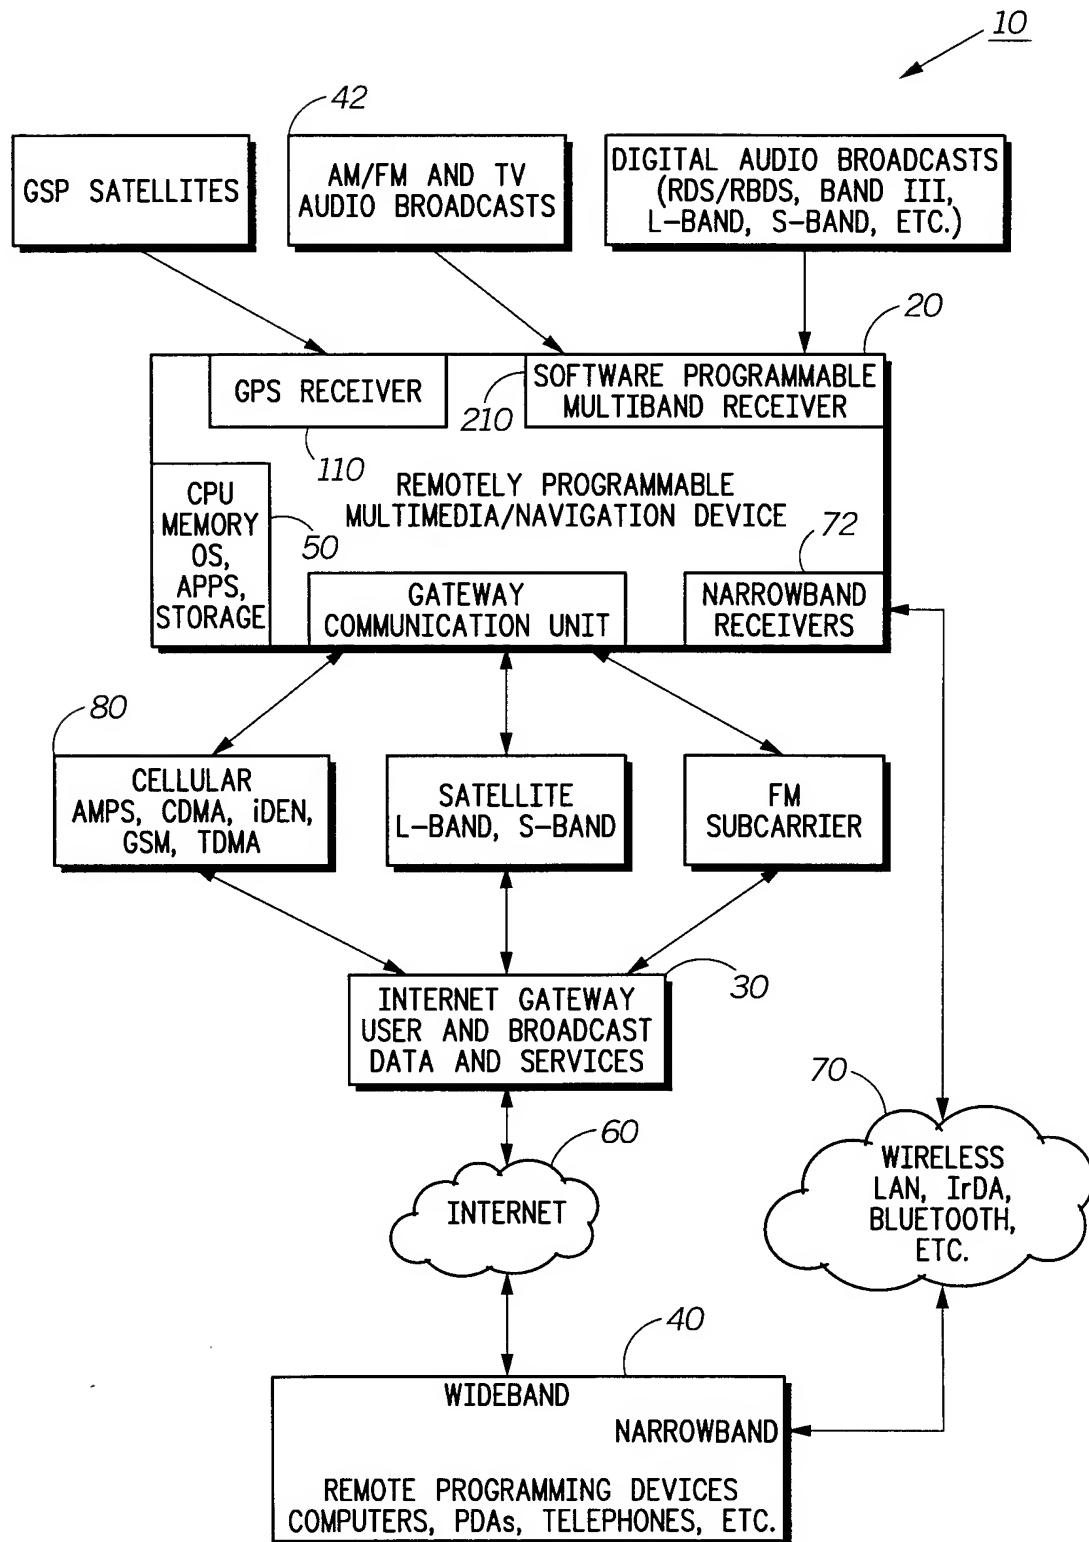 10
42
GSP SATELLITES
AM/FM AND TV
AUDIO BROADCASTS
DIGITAL AUDIO BROADCASTS
(RDS/RBDS, BAND III,
L-BAND, S-BAND, ETC.)
20
GPS RECEIVER
110
210
SOFTWARE PROGRAMMABLE
MULTIBAND RECEIVER
REMOTELY PROGRAMMABLE
MULTIMEDIA/NAVIGATION DEVICE
CPU
MEMORY
OS,
APPS,
STORAGE
50
72
GATEWAY
COMMUNICATION UNIT
NARROWBAND
RECEIVERS
80
CELLULAR
AMPS, CDMA, iDEN,
GSM, TDMA
SATELLITE
L-BAND, S-BAND
FM
SUBCARRIER
30
INTERNET GATEWAY
USER AND BROADCAST
DATA AND SERVICES
60
INTERNET
70
WIRELESS
LAN, IrDA,
BLUETOOTH,
ETC.
40
WIDEBAND
NARROWBAND
REMOTE PROGRAMMING DEVICES
COMPUTERS, PDAs, TELEPHONES, ETC.